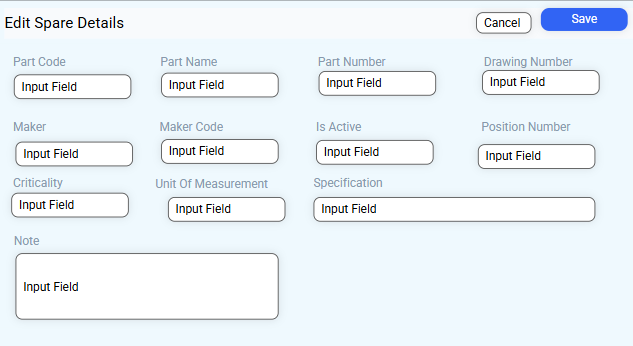 Edit Spare Details
Cancel
Save
Part Code
Part Name
Part Number
Drawing Number
Input Field
Input Field
Input Field
Input Field
Maker
Maker Code
Is Active
Position Number
Input Field
Input Field
Input Field
Input Field
Criticality
Unit Of Measurement
Specification
Input Field
Input Field
Input Field
Note
Input Field